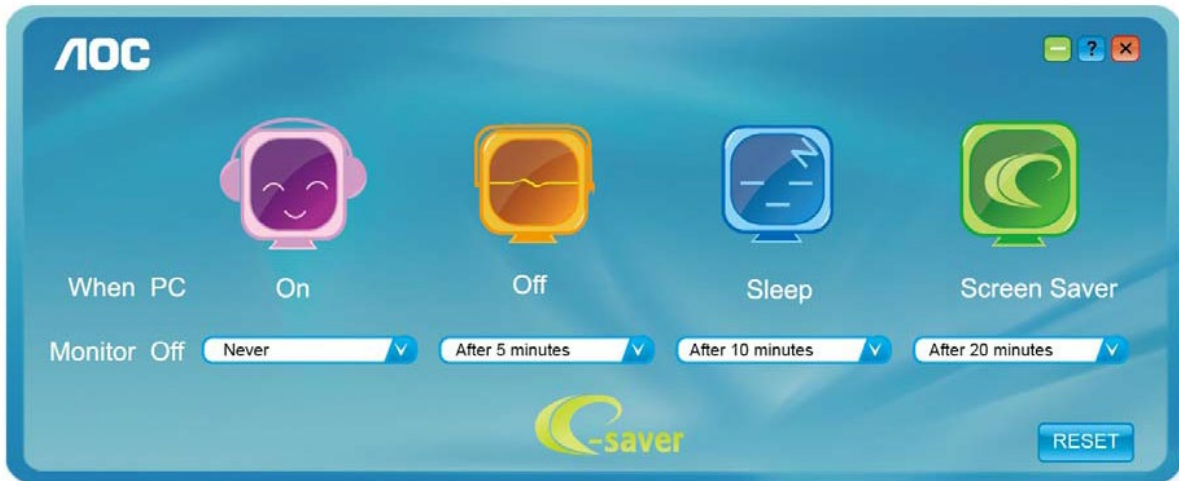 AOC
?
When PC On Off Sleep Screen Saver
Monitor Off Never After 5 minutes After 10 minutes After 20 minutes
e-saver
RESET